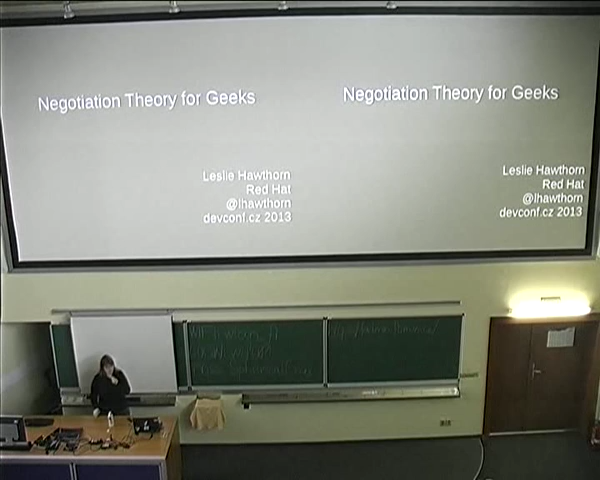 Negotiation Theory for Geeks
Leslie Hawthorn
Red Hat
@lhawthorn
devconf.cz 2013
Negotiation Theory for Geeks
Leslie Hawthorn
Red Hat
@lhawthorn
devconf.cz 2013